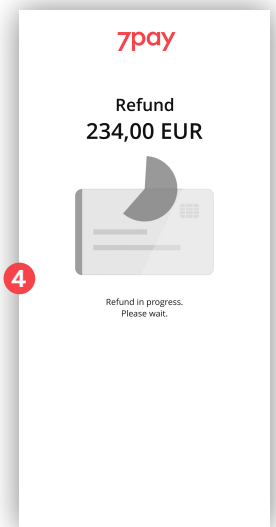 7pay
Refund
234,00 EUR
4
Refund in progress.
Please wait.